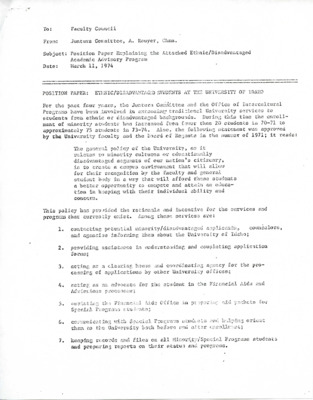 To: Faculty Council
From: Juntura Committee, A. Rouyer, Chmn.
Subject: Position Paper Explaining the Attached Ethnic/Disadvantaged
Academic Advisory Program
Date: March 11, 1974
POSITION PAPER: ETHNIC/DISADVANTAGED STUDENTS AT THE UNIVERSITY OF IDAHO
For the past four years, the Juntura Committee and the Office of Intercultural
Programs have been involved in extending traditional University services to
students from ethnic or disadvantaged backgrounds. During this time the enroll-
ment of minority students has increased from fewer than 20 students in 70-71 to
approximately 75 students in 73-74. Also, the following statement was approved
by the University faculty and the Board of Regents in the summer of 1971; it reads:
The general policy of the University, as it
relates to minority cultures or educationally
disadvantaged segments of our nation's citizenry,
is to create a campus environment that will allow
for their recognition by the faculty and general
student body in a way that will afford these students
a better opportunity to compete and attain an educa-
tion in keeping with their individual ability and
concern.
This policy has provided the rationale and incentive for the services and
program that currently exist. Among these services are:
1. contacting potential minority/disadvantaged applicants, counselors,
and agencies informing them about the University of Idaho;
2. providing assistance in understanding and completing application
forms;
3. acting as a clearing house and coordinating agency for the pro-
cessing of applications by other University offices;
4. acting as an advocate for the student in the Financial Aids and
Admissions processes;
5. assisting the Financial Aids Office in preparing aid packets for
Special Program students;
6. communicating with Special Program students and helping orient
them to the University both before and after enrollment;
7. keeping records and files on all Minority/Special Program students
and preparing reports on their status and progress.